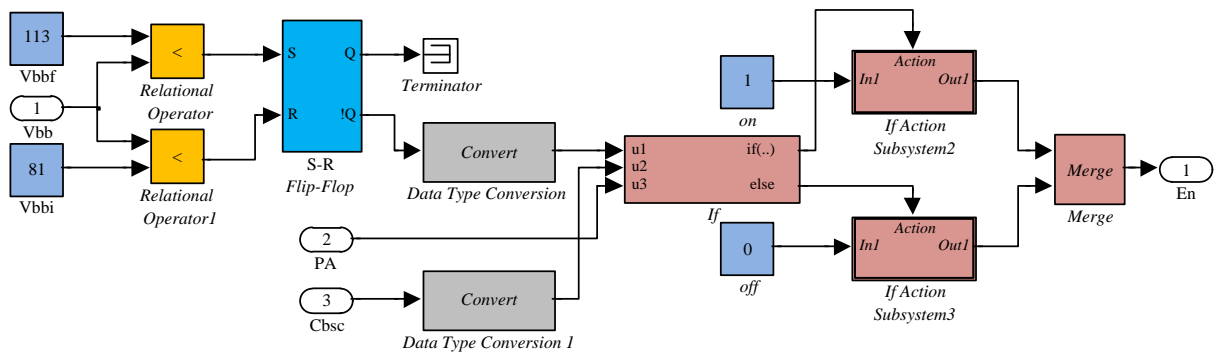 113
Vbbf
1
Vbb
81
Vbbi
<
Relational
Operator
<
Relational
Operator1
S
Q
R
!Q
S-R
Flip-Flop
Terminator
Convert
Data Type Conversion
2
PA
3
Cbsc
Convert
Data Type Conversion 1
u1
if(..)
u2
u3
else
If
1
on
Action
In1
Out1
If Action
Subsystem2
0
off
Action
In1
Out1
If Action
Subsystem3
Merge
Merge
1
En